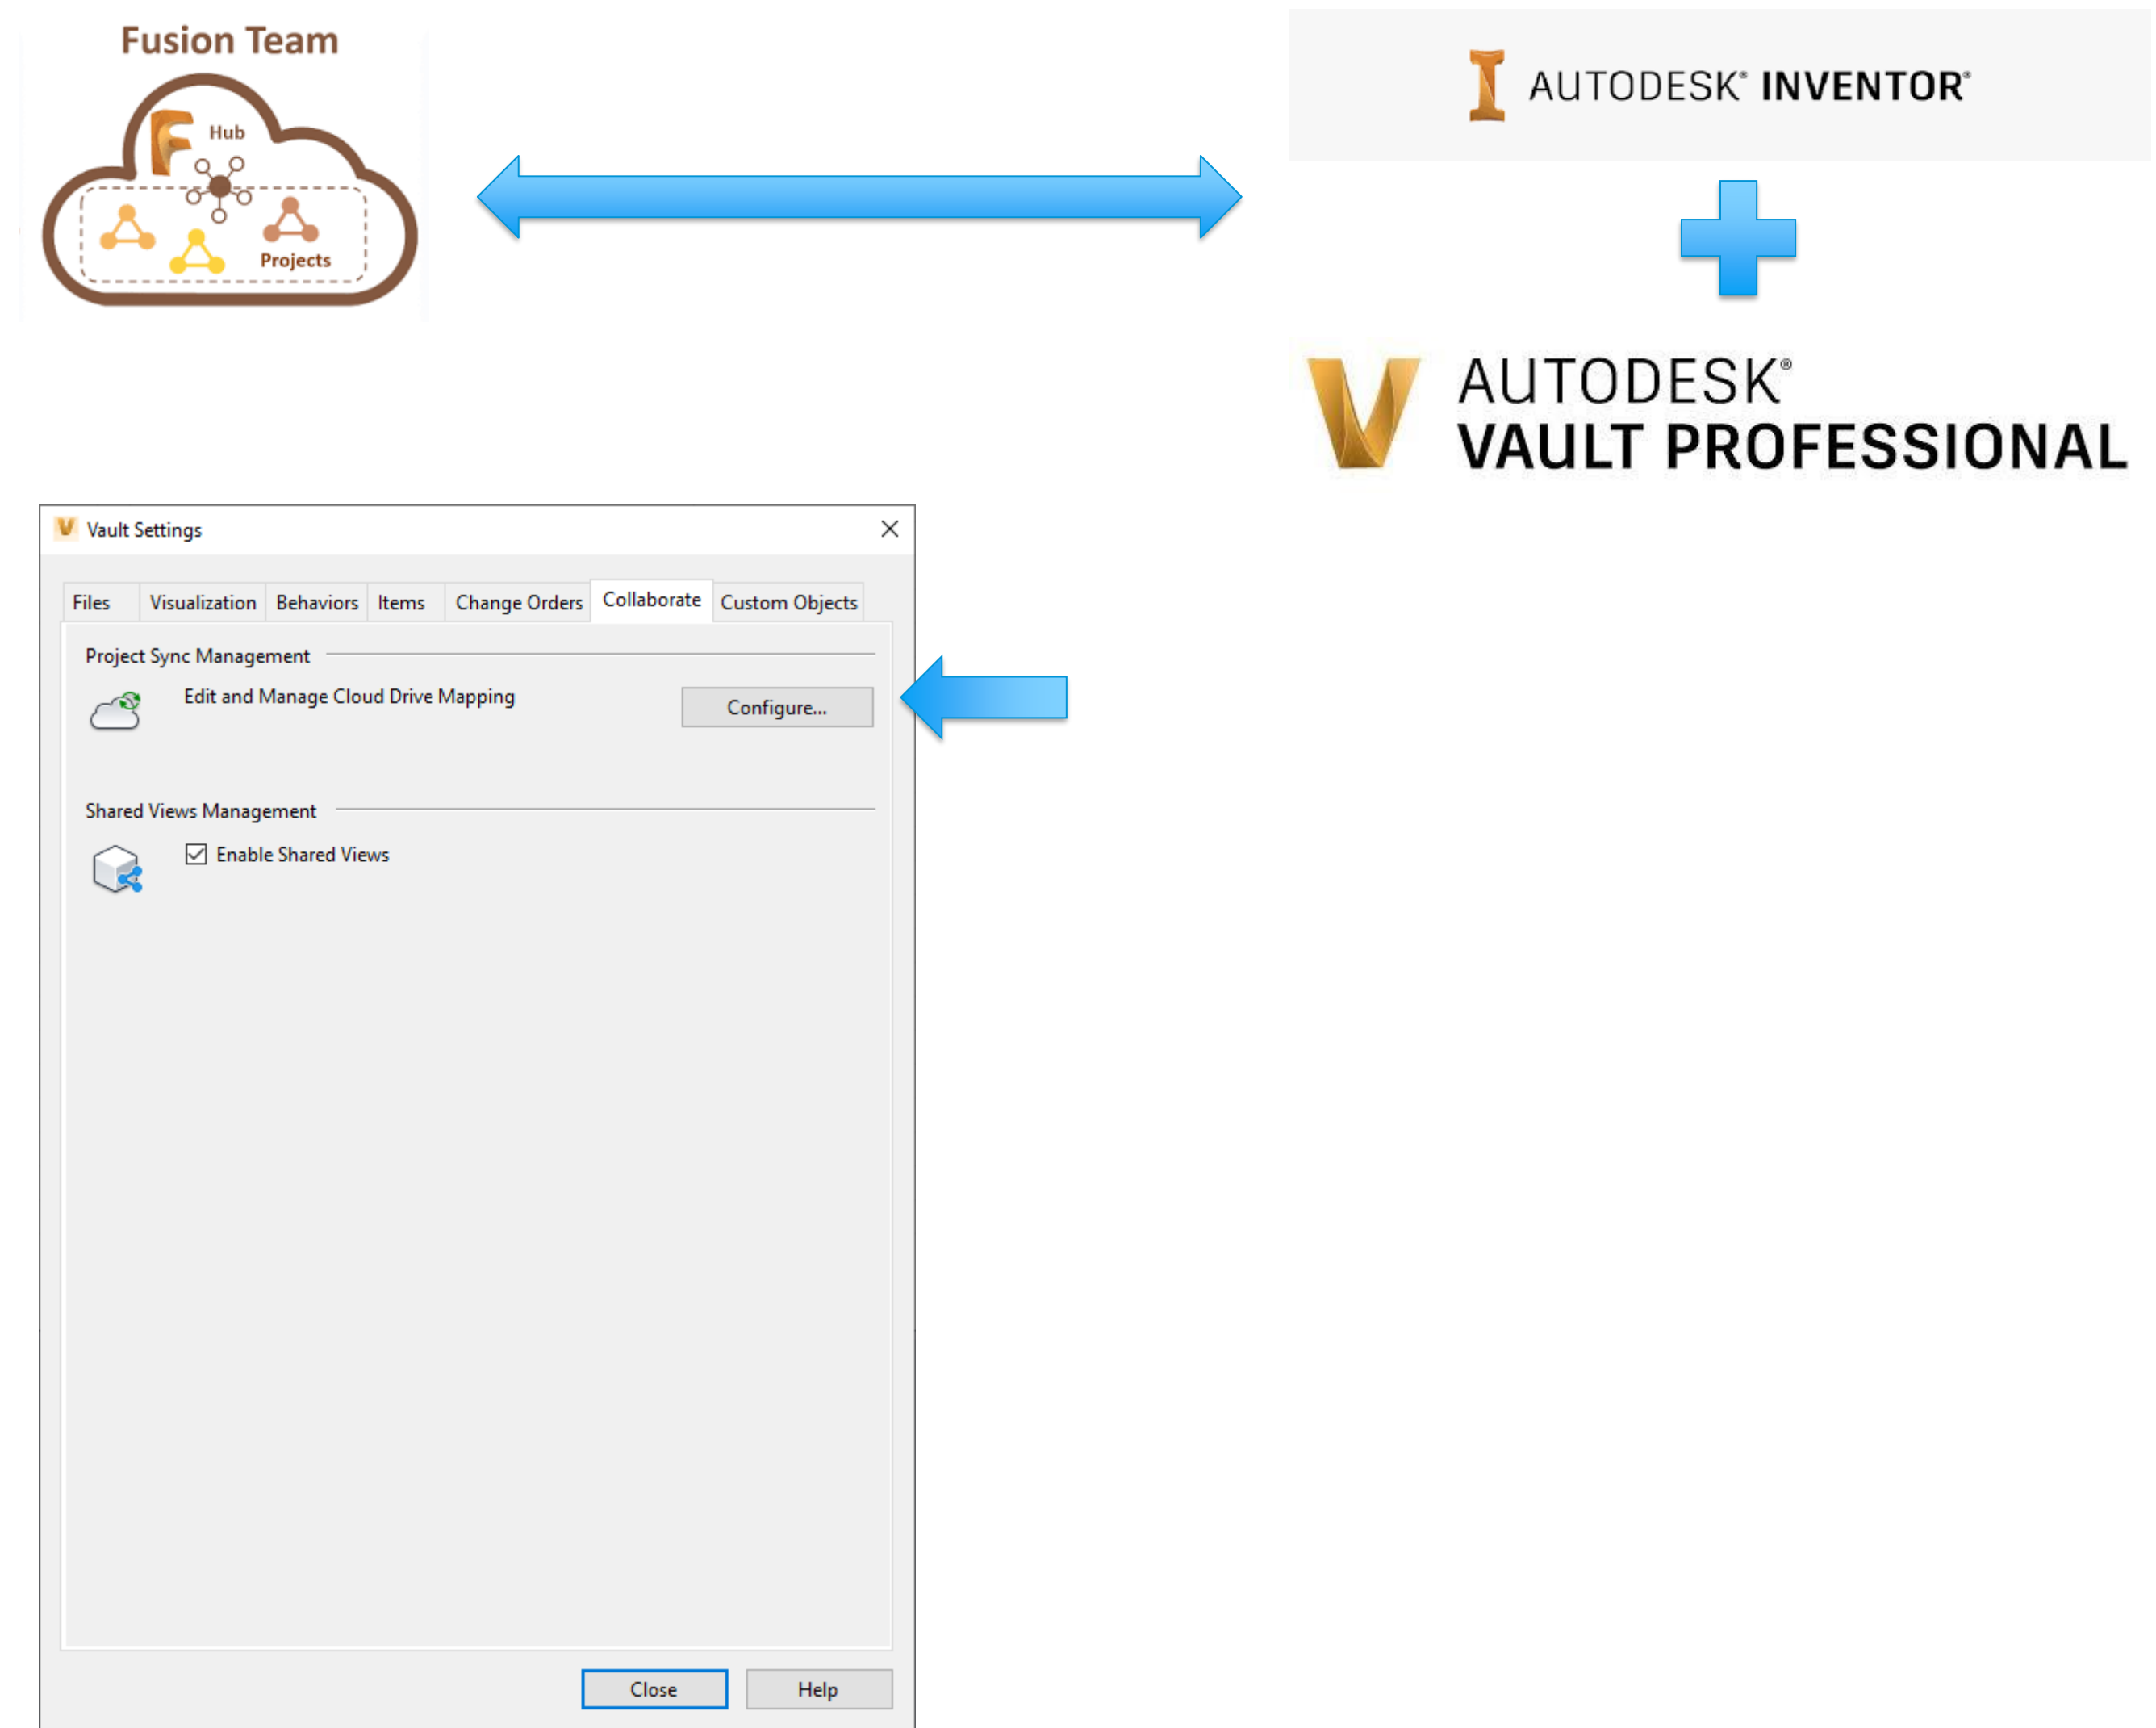 Fusion Team
Hub
Projects
AUTODESK® INVENTOR®
AUTODESK®
VAULT PROFESSIONAL
Vault Settings
Files Visualization Behaviors Items Change Orders Collaborate Custom Objects
Project Sync Management
Edit and Manage Cloud Drive Mapping
Configure...
Shared Views Management
Enable Shared Views
Close Help